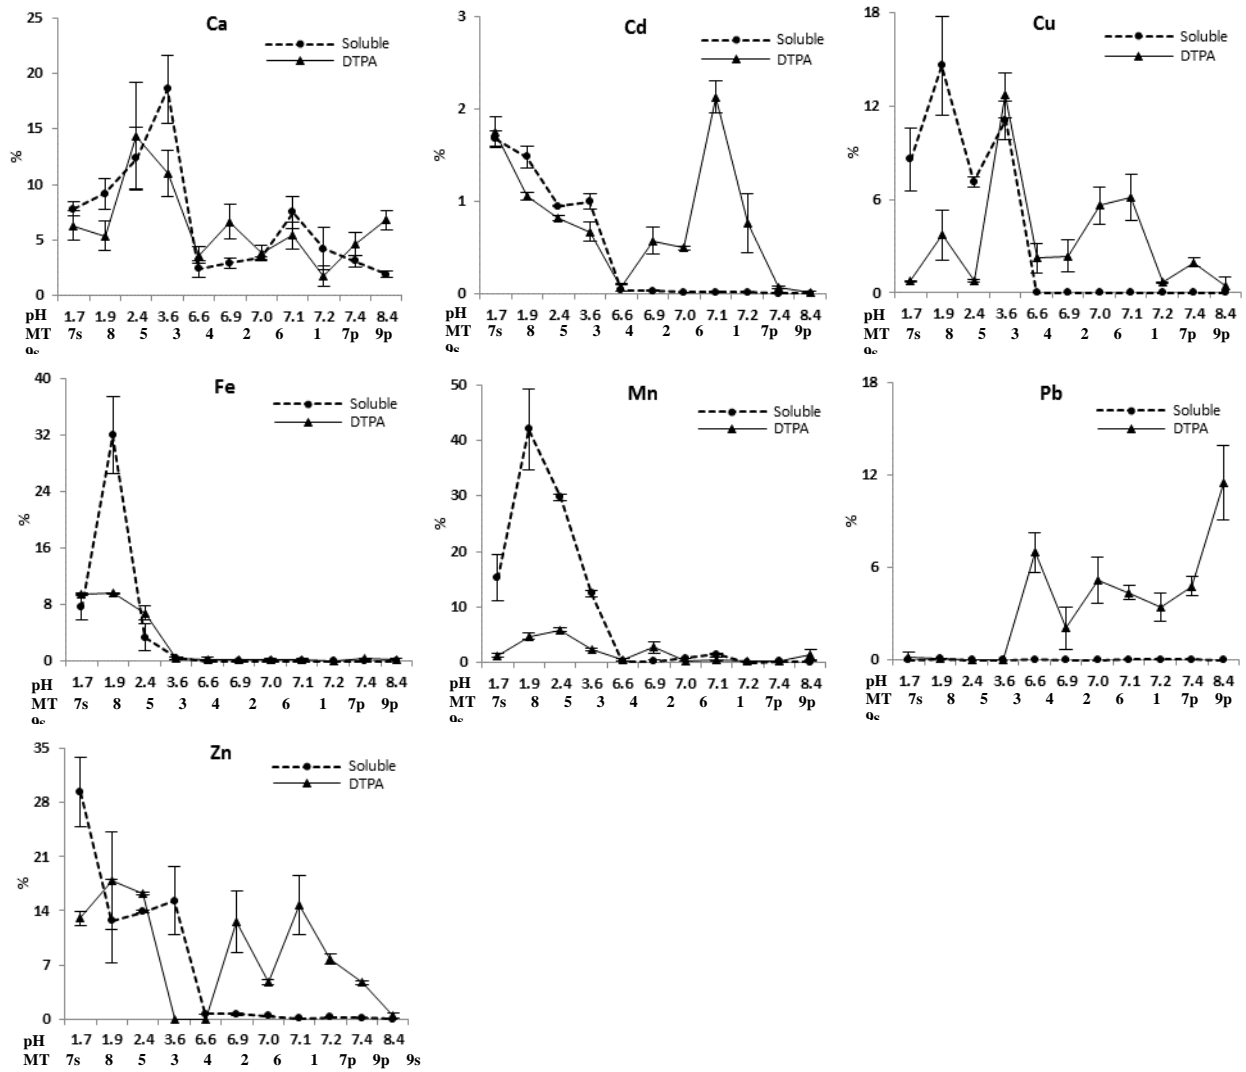 Ca
Soluble
DTPA
25
20
15
10
5
0
%
pH 1.7 1.9 2.4 3.6 6.6 6.9 7.0 7.1 7.2 7.4 8.4
MT 7s 8 5 3 4 2 6 1 7p 9p
9s
Cd
Soluble
DTPA
3
2
1
0
%
pH 1.7 1.9 2.4 3.6 6.6 6.9 7.0 7.1 7.2 7.4 8.4
MT 7s 8 5 3 4 2 6 1 7p 9p
9s
Cu
Soluble
DTPA
18
12
6
0
%
pH 1.7 1.9 2.4 3.6 6.6 6.9 7.0 7.1 7.2 7.4 8.4
MT 7s 8 5 3 4 2 6 1 7p 9p
9s
Fe
Soluble
DTPA
40
32
24
16
8
0
%
pH 1.7 1.9 2.4 3.6 6.6 6.9 7.0 7.1 7.2 7.4 8.4
MT 7s 8 5 3 4 2 6 1 7p 9p
9s
Mn
Soluble
DTPA
50
40
30
20
10
0
%
pH 1.7 1.9 2.4 3.6 6.6 6.9 7.0 7.1 7.2 7.4 8.4
MT 7s 8 5 3 4 2 6 1 7p 9p
9s
Pb
Soluble
DTPA
18
12
6
0
%
pH 1.7 1.9 2.4 3.6 6.6 6.9 7.0 7.1 7.2 7.4 8.4
MT 7s 8 5 3 4 2 6 1 7p 9p
9s
Zn
Soluble
DTPA
35
28
21
14
7
0
%
pH 1.7 1.9 2.4 3.6 6.6 6.9 7.0 7.1 7.2 7.4 8.4
MT 7s 8 5 3 4 2 6 1 7p 9p 9s